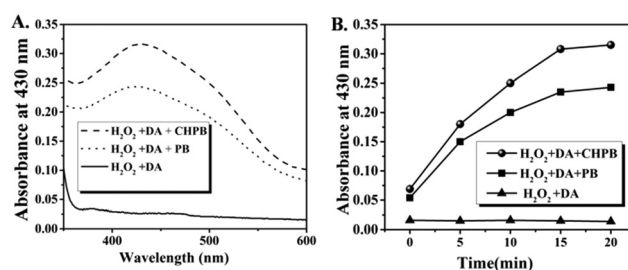 A.
Absorbance at 430 nm
0.35
0.30
0.25
0.20
0.15
0.10
0.05
0.00
H₂O₂ +DA + CHPB
H₂O₂ +DA + PB
H₂O₂ +DA
400 500 600
Wavelength (nm)
B.
Absorbance at 430 nm
0.35
0.30
0.25
0.20
0.15
0.10
0.05
0.00
H₂O₂+DA+CHPB
H₂O₂+DA+PB
H₂O₂+DA
0 5 10 15 20
Time(min)